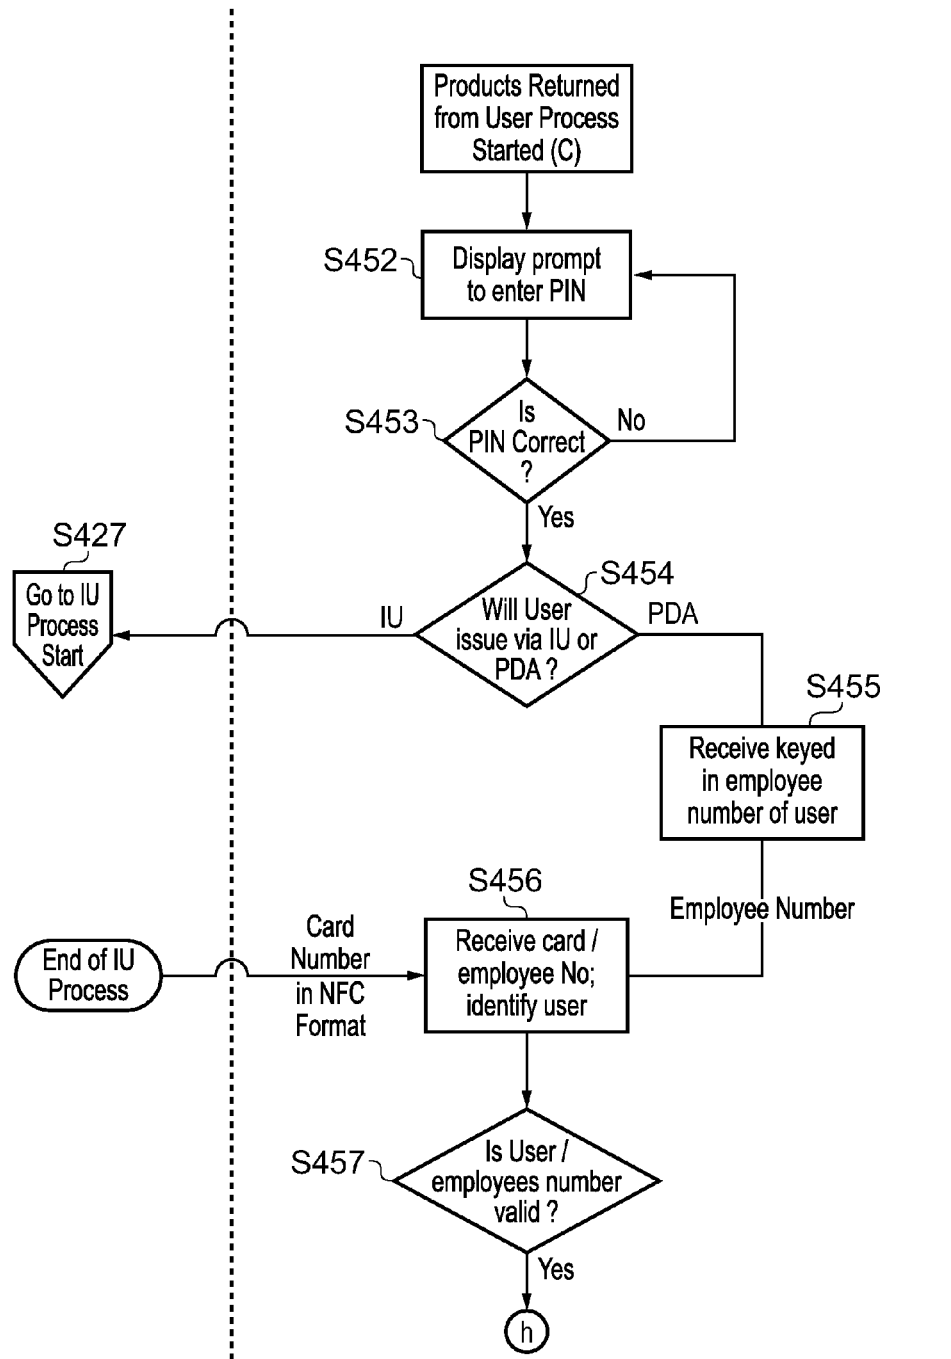 Products Returned
from User Process
Started (C)
S452
Display prompt
to enter PIN
S453
Is
PIN Correct
?
No
Yes
S427
Go to IU
Process
Start
IU
S454
Will User
issue via IU or
PDA ?
PDA
S455
Receive keyed
in employee
number of user
Employee Number
End of IU
Process
Card
Number
in NFC
Format
S456
Receive card /
employee No;
identify user
S457
Is User /
employees number
valid ?
Yes
h